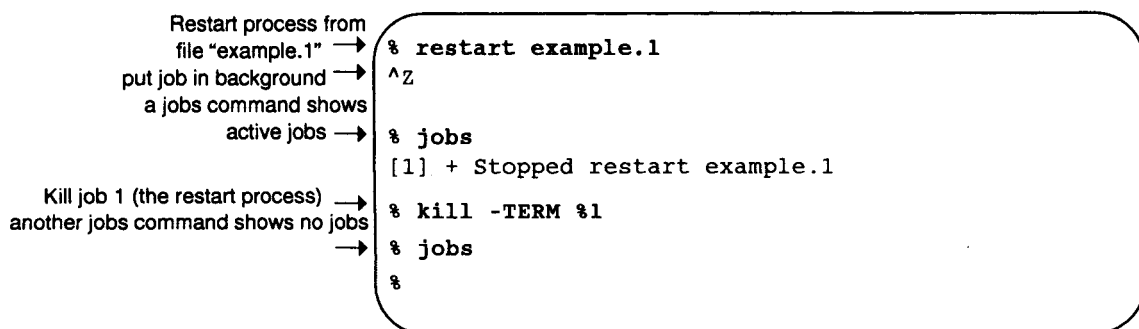 Restart process from
file “example.1” → % restart example.1
put job in background → ^Z
a jobs command shows
active jobs → % jobs
[1] + Stopped restart example.1
Kill job 1 (the restart process) → % kill -TERM %1
another jobs command shows no jobs
→ % jobs
%